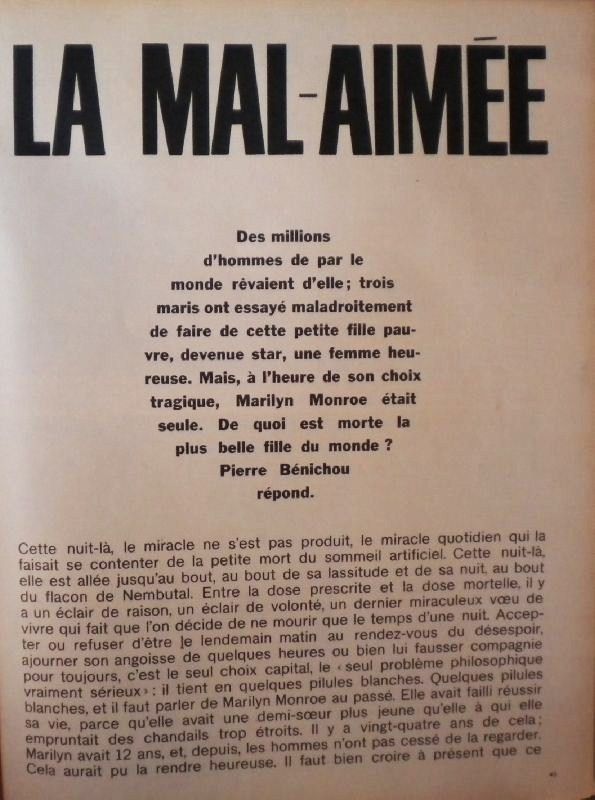 LA MAL-AIMÉE
Des millions
d'hommes de par le
monde rêvaient d'elle; trois
maris ont essayé maladroitement
de faire de cette petite fille pau-
vre, devenue star, une femme heu-
reuse. Mais, à l'heure de son choix
tragique, Marilyn Monroe était
seule. De quoi est morte la
plus belle fille du monde ?
Pierre Bénichou
répond.
Cette nuit-là, le miracle ne s'est pas produit, le miracle quotidien qui la
faisait se contenter de la petite mort du sommeil artificiel. Cette nuit-là,
elle est allée jusqu'au bout, au bout de sa lassitude et de sa nuit, au bout
du flacon de Nembutal. Entre la dose prescrite et la dose mortelle, il y
a un éclair de raison, un éclair de volonté, un dernier miraculeux vœu de
vivre qui fait que l'on décide de ne mourir que le temps d'une nuit. Accep-
ter ou refuser d'être le lendemain matin au rendez-vous du désespoir,
ajourner son angoisse de quelques heures ou bien lui fausser compagnie
pour toujours, c'est le seul choix capital, le « seul problème philosophique
vraiment sérieux » : il tient en quelques pilules blanches. Quelques pilules
blanches, et il faut parler de Marilyn Monroe au passé. Elle avait failli réussir
sa vie, parce qu'elle avait une demi-sœur plus jeune qu'elle à qui elle
empruntait des chandails trop étroits. Il y a vingt-quatre ans de cela ;
Marilyn avait 12 ans, et, depuis, les hommes n'ont pas cessé de la regarder.
Cela aurait pu la rendre heureuse. Il faut bien croire à présent que ce